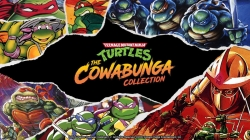 TEENAGE MUTANT NINJA
TURTLES
THE
COWABUNGA
COLLECTION